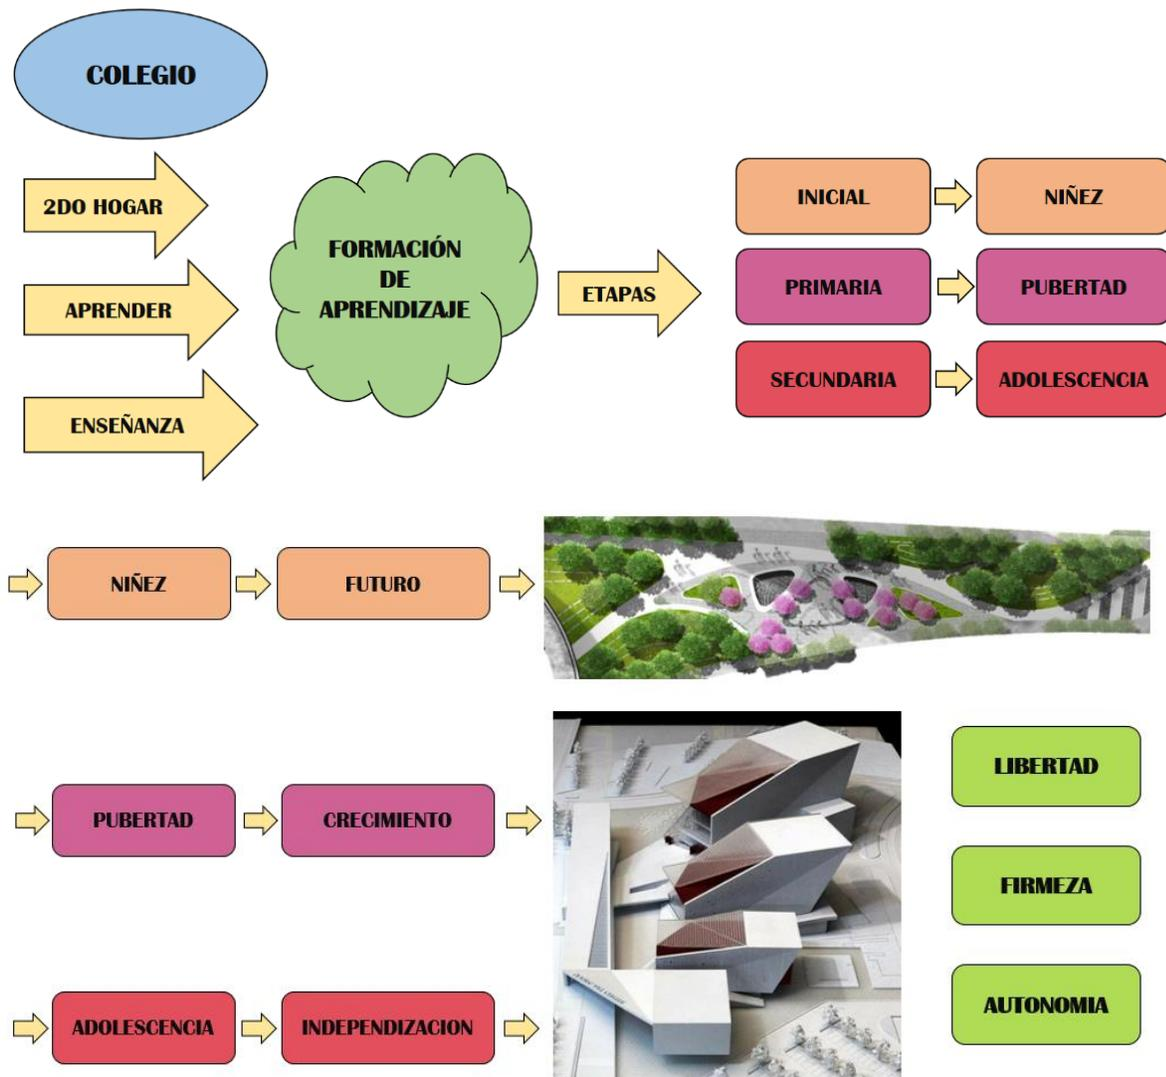 COLEGIO
2DO HOGAR
APRENDER
ENSEÑANZA
FORMACIÓN
DE
APRENDIZAJE
ETAPAS
INICIAL
NIÑEZ
PRIMARIA
PUBERTAD
SECUNDARIA
ADOLESCENCIA
NIÑEZ
FUTURO
PUBERTAD
CRECIMIENTO
ADOLESCENCIA
INDEPENDIZACION
LIBERTAD
FIRMEZA
AUTONOMIA